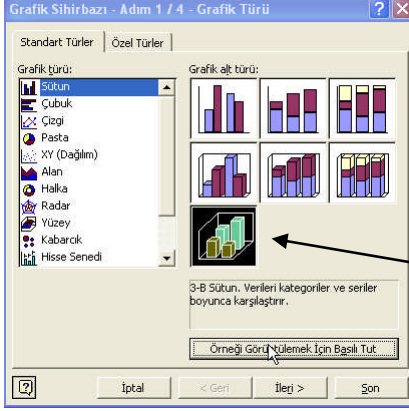 Grafik Sihirbazı - Adım 1 / 4 - Grafik Türü
Standart Türler
Özel Türler
Grafik türü:
Grafik alt türü:
Sütun
Çubuk
Çizgi
Pasta
XY (Dağılım)
Alan
Halka
Radar
Yüzey
Kabarcık
Hisse Senedi
3-B Sütun. Verileri kategoriler ve seriler
boyunca karşılaştırır.
Örneği Görüntülemek İçin Basılı Tut
İptal
< Geri
İleri >
Son